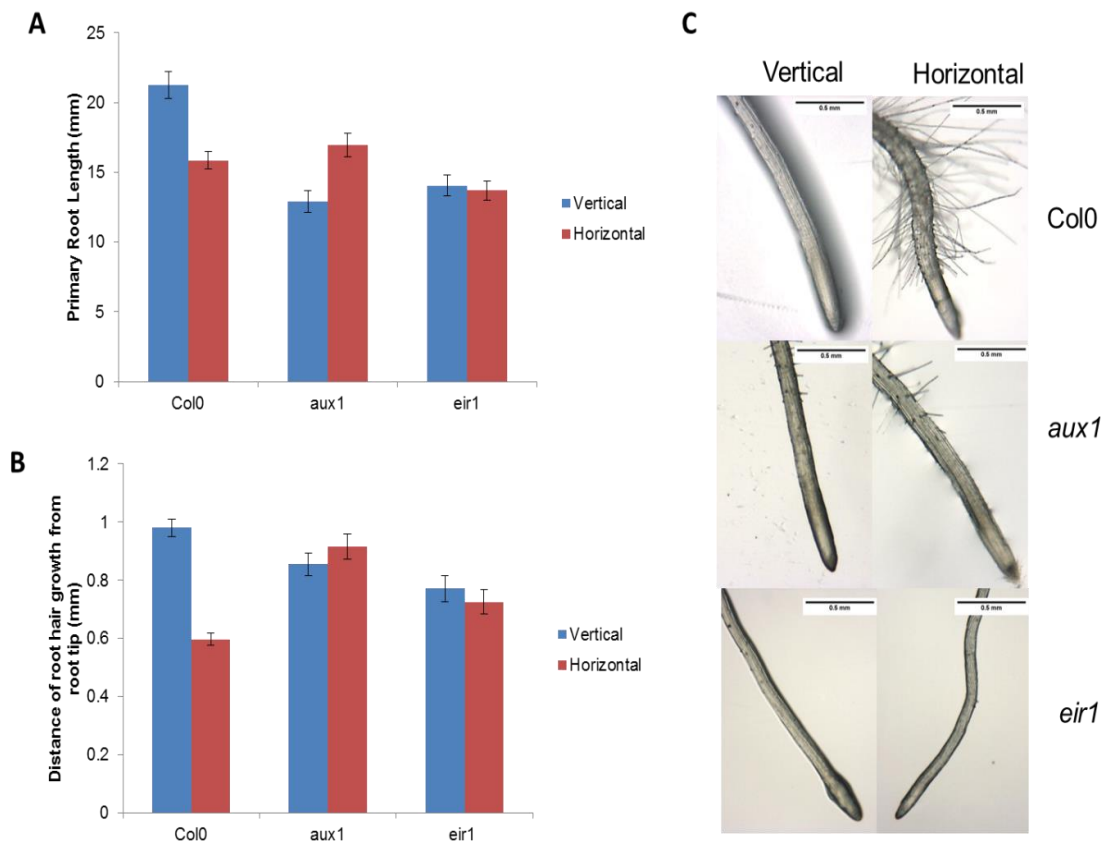 A
Primary Root Length (mm)
25
20
15
10
5
0
Col0
aux1
eir1
Vertical
Horizontal
B
Distance of root hair growth from
root tip (mm)
1.2
1
0.8
0.6
0.4
0.2
0
Col0
aux1
eir1
Vertical
Horizontal
C
Vertical
Horizontal
0.5 mm
0.5 mm
Col0
0.5 mm
0.5 mm
aux1
0.5 mm
0.5 mm
eir1